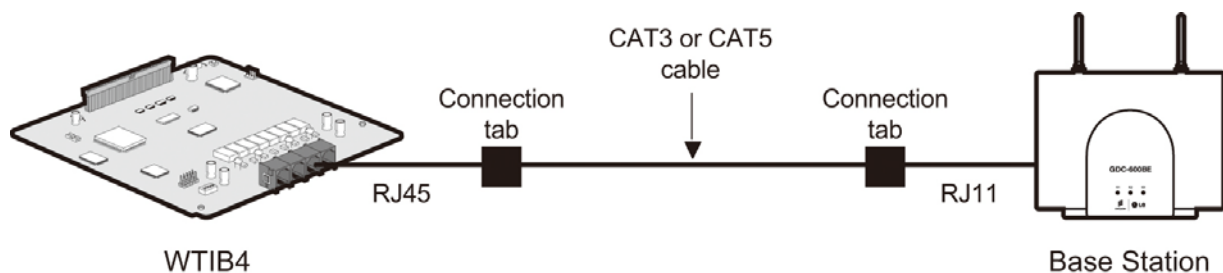 CAT3 or CAT5
cable
Connection
tab
Connection
tab
GDC-600BE
LG
RJ45
RJ11
WTIB4
Base Station